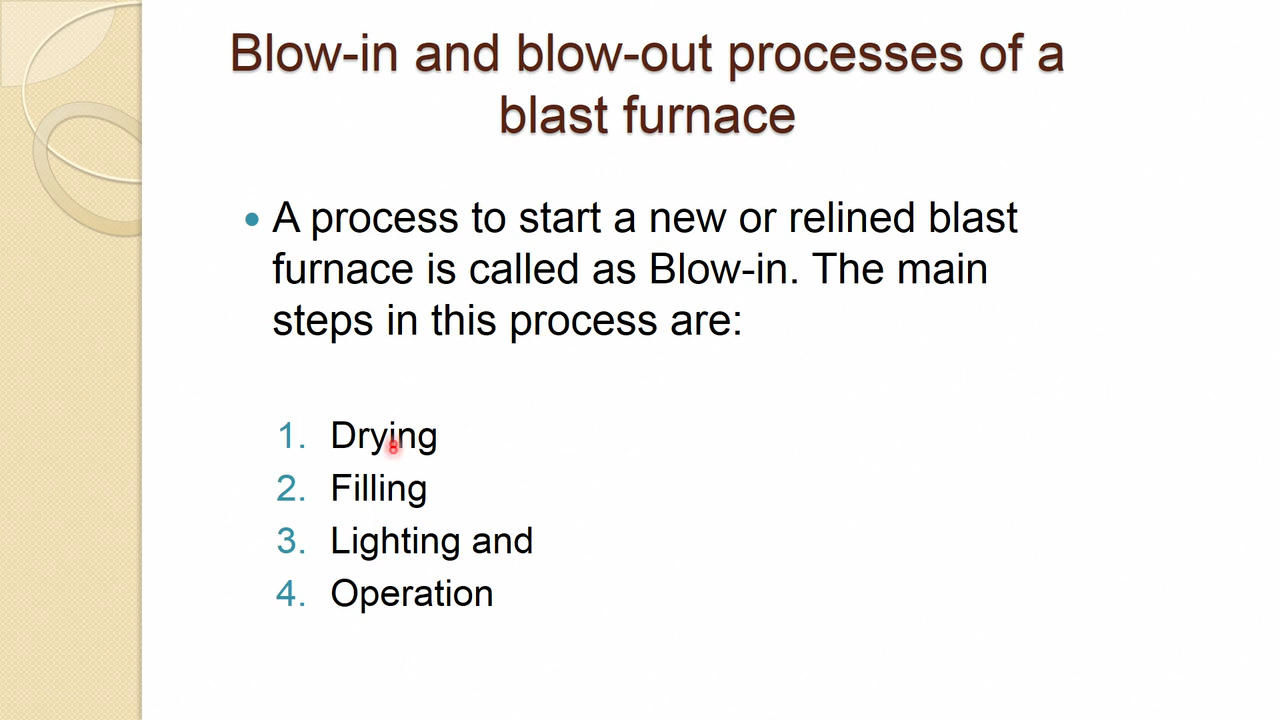 Blow-in and blow-out processes of a
blast furnace
• A process to start a new or relined blast
furnace is called as Blow-in. The main
steps in this process are:
1. Drying
2. Filling
3. Lighting and
4. Operation